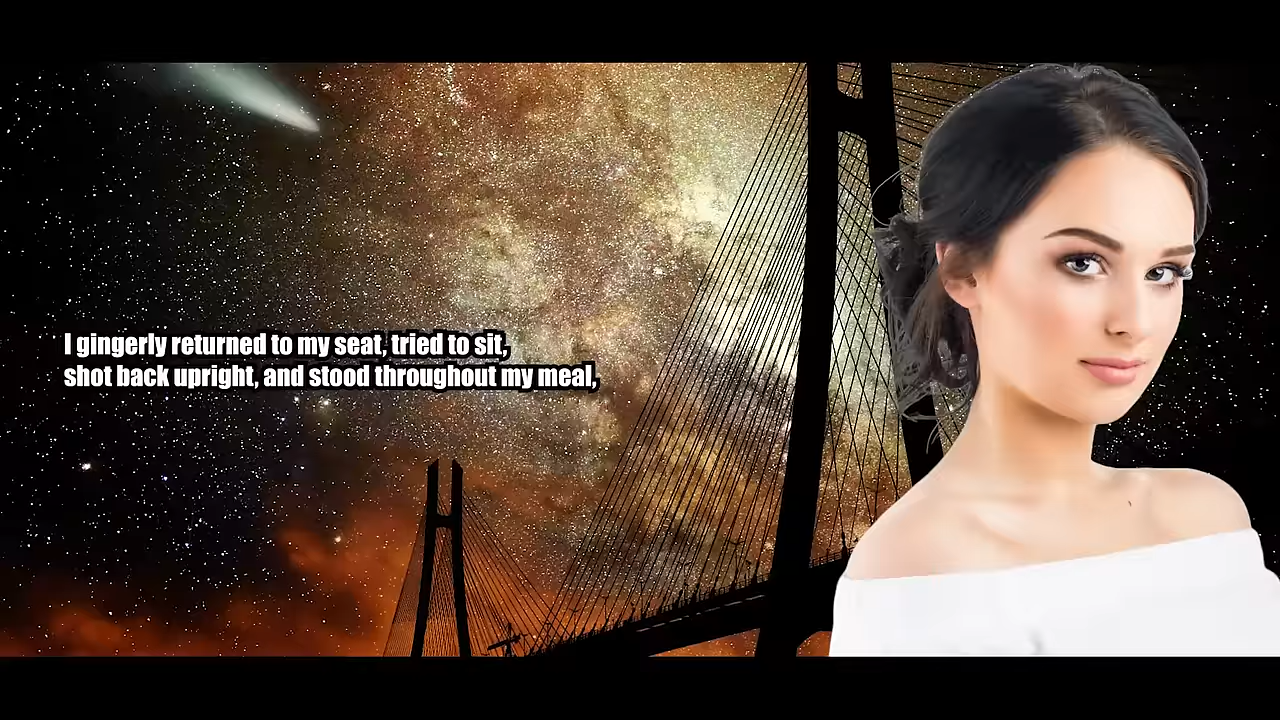 I gingerly returned to my seat, tried to sit,
shot back upright, and stood throughout my meal,